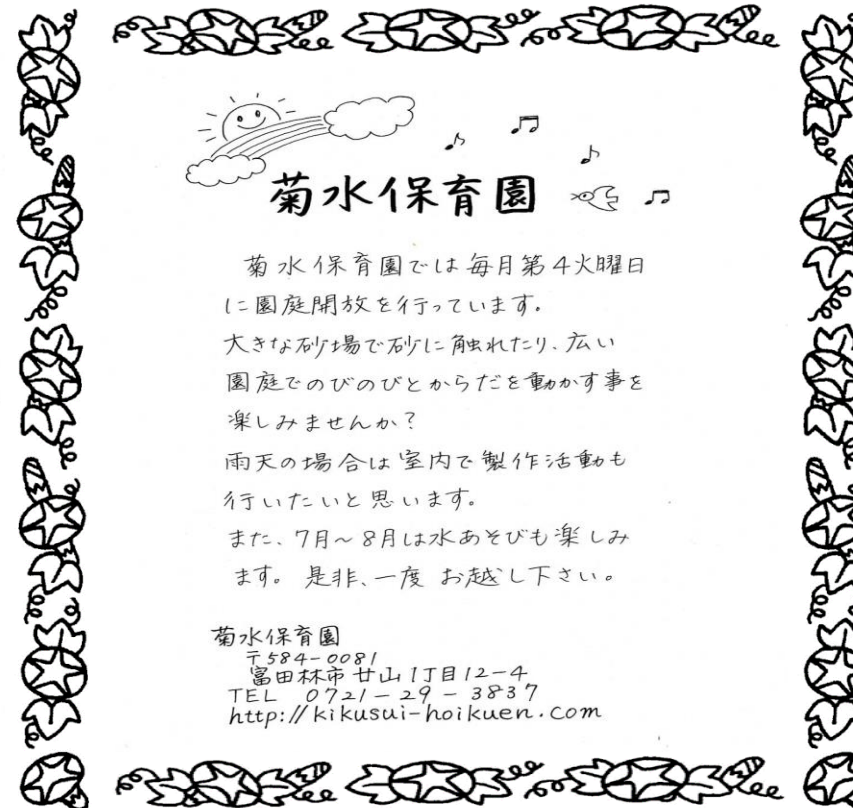 菊水保育園
菊水保育園では毎月第4火曜日
に園庭開放を行っています。
大きな砂場で砂に触れたり、広い
園庭でのびのびとからだを動かす事を
楽しみませんか?
雨天の場合は室内で製作活動も
行いたいと思います。
また、7月～8月は水あそびも楽しみ
ます。是非、一度 お越し下さい。
菊水保育園
〒584-0081
富田林市廿山1丁目12-4
TEL 0721-29-3837
http://kikusui-hoikuen.com